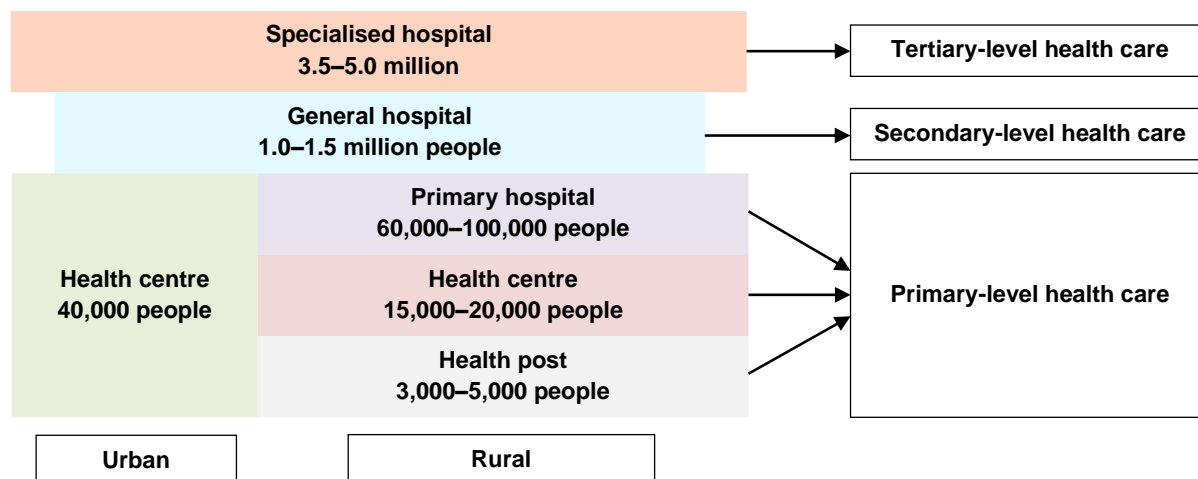 Specialised hospital
3.5–5.0 million
Tertiary-level health care
General hospital
1.0–1.5 million people
Secondary-level health care
Primary hospital
60,000–100,000 people
Health centre
40,000 people
Health centre
15,000–20,000 people
Primary-level health care
Health post
3,000–5,000 people
Urban
Rural